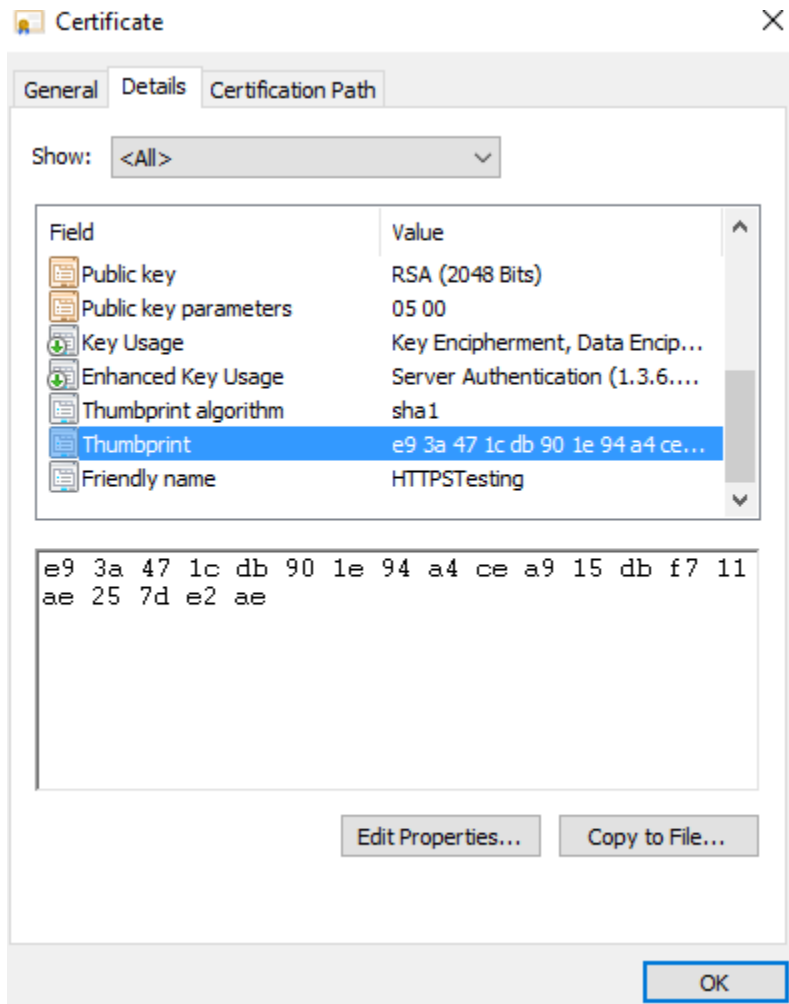 Certificate
General Details Certification Path
Show: <All>
Field Value
Public key RSA (2048 Bits)
Public key parameters 05 00
Key Usage Key Encipherment, Data Encip...
Enhanced Key Usage Server Authentication (1.3.6....
Thumbprint algorithm sha1
Thumbprint e9 3a 47 1c db 90 1e 94 a4 ce...
Friendly name HTTPSTesting
e9 3a 47 1c db 90 1e 94 a4 ce a9 15 db f7 11
ae 25 7d e2 ae
Edit Properties... Copy to File...
OK